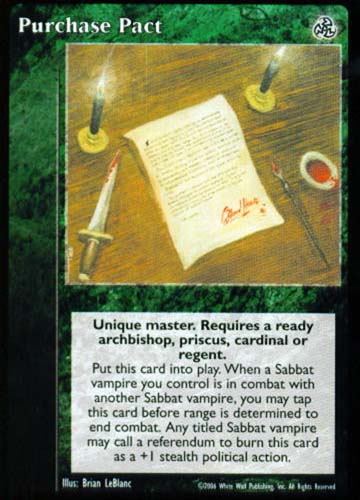 Purchase Pact
Unique master. Requires a ready
archbishop, priscus, cardinal or
regent.
Put this card into play. When a Sabbat
vampire you control is in combat with
another Sabbat vampire, you may tap
this card before range is determined to
end combat. Any titled Sabbat vampire
may call a referendum to burn this card
as a +1 stealth political action.
Illus: Brian LeBlanc
©2006 White Wolf Publishing, Inc. All Rights Reserved